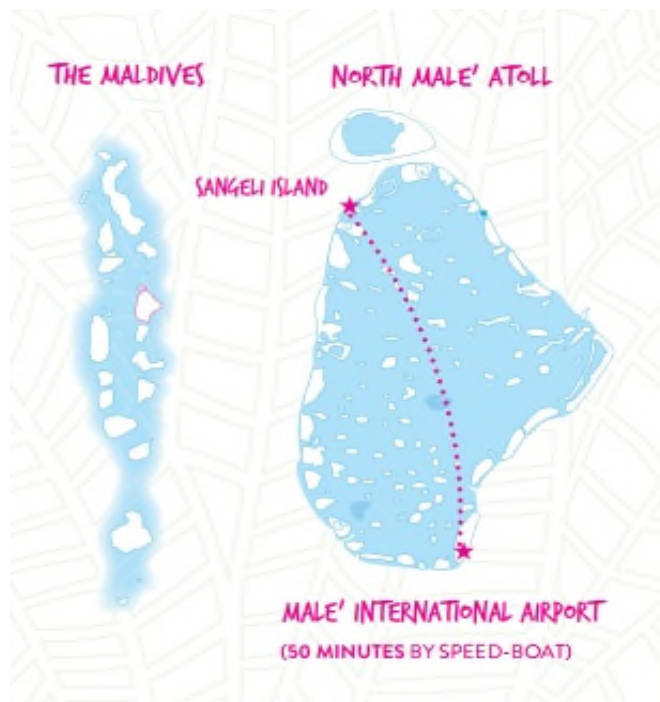 THE MALDIVES
NORTH MALE' ATOLL
SANGELI ISLAND
MALE' INTERNATIONAL AIRPORT
(50 MINUTES BY SPEED-BOAT)